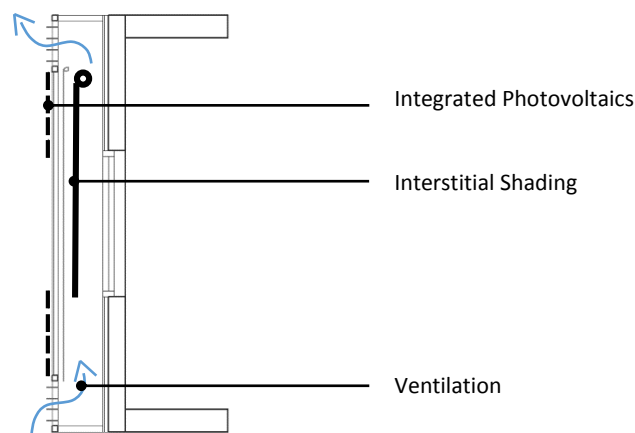 Integrated Photovoltaics
Interstitial Shading
Ventilation